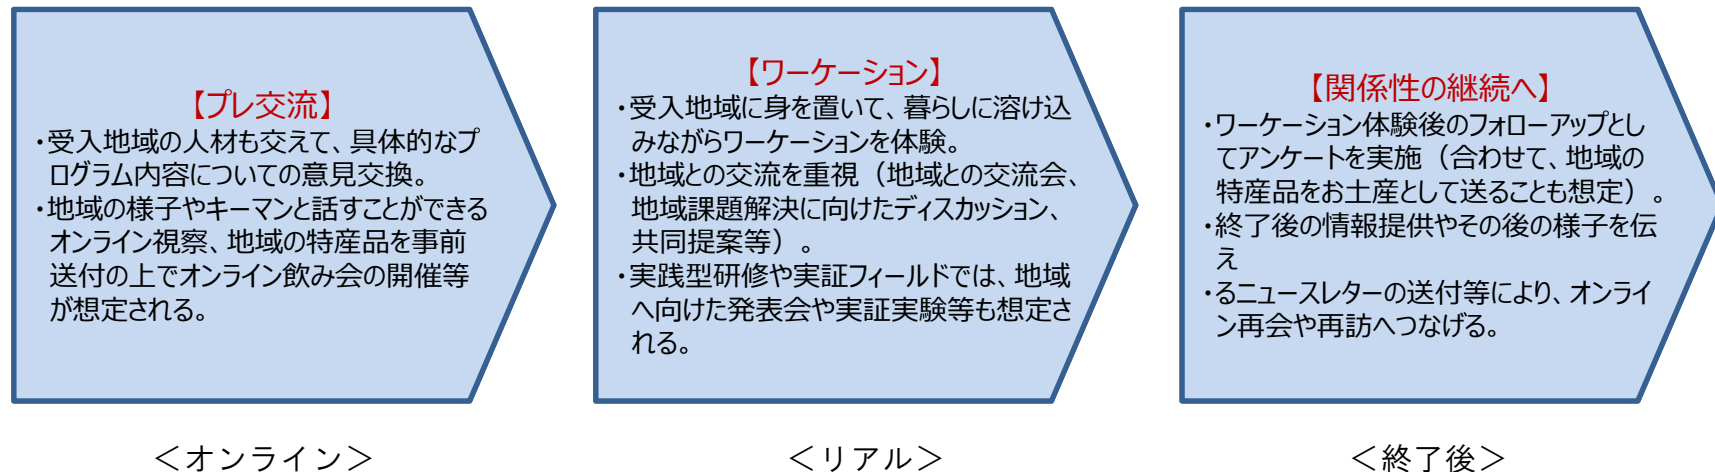 【プレ交流】
・受入地域の人材も交えて、具体的なプ
ログラム内容についての意見交換。
・地域の様子やキーマンと話すことができる
オンライン視察、地域の特産品を事前
送付の上でオンライン飲み会の開催等
が想定される。
＜オンライン＞
【ワーケーション】
・受入地域に身を置いて、暮らしに溶け込
みながらワーケーションを体験。
・地域との交流を重視（地域との交流会、
地域課題解決に向けたディスカッション、
共同提案等）。
・実践型研修や実証フィールドでは、地域
へ向けた発表会や実証実験等も想定さ
れる。
＜リアル＞
【関係性の継続へ】
・ワーケーション体験後のフォローアップとし
てアンケートを実施（合わせて、地域の
特産品をお土産として送ることも想定）。
・終了後の情報提供やその後の様子を伝
え
・るニュースレターの送付等により、オンライ
ン再会や再訪へつなげる。
＜終了後＞